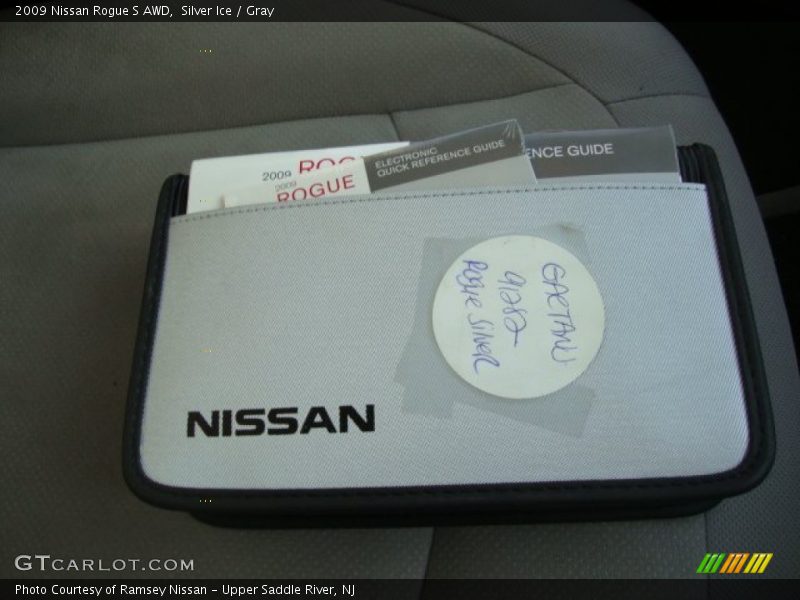 2009 Nissan Rogue S AWD,  Silver Ice / Gray
2009 ROG
2009
ROGUE
ELECTRONIC
QUICK REFERENCE GUIDE
ENCE GUIDE
GAETANO
91282
ROGUE SilVER
NISSAN
GTCARLOT.COM
Photo Courtesy of Ramsey Nissan – Upper Saddle River, NJ